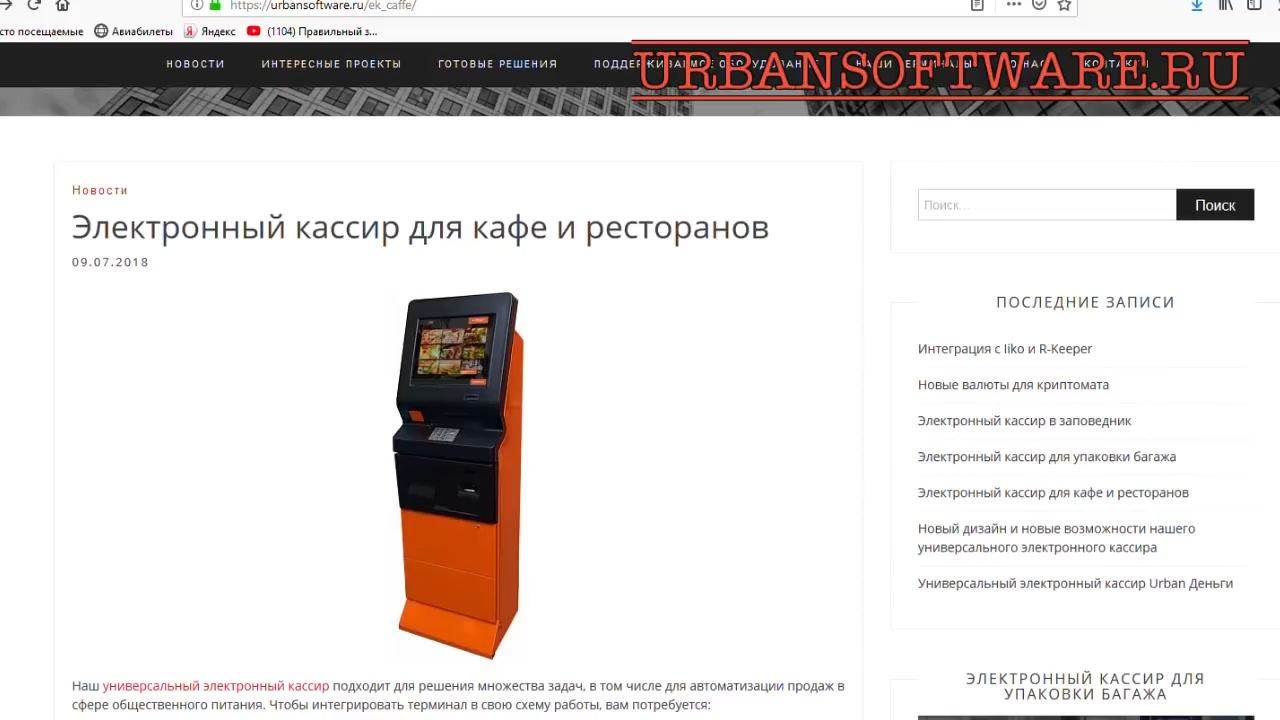 https://urbansoftware.ru/ek_caffe/
сто посещаемые Авиабилеты Яндекс (1104) Правильный з...
НОВОСТИ ИНТЕРЕСНЫЕ ПРОЕКТЫ ГОТОВЫЕ РЕШЕНИЯ
URBANSOFTWARE.RU
Новости
Электронный кассир для кафе и ресторанов
09.07.2018
Наш универсальный электронный кассир подходит для решения множества задач, в том числе для автоматизации продаж в
сфере общественного питания. Чтобы интегрировать терминал в свою схему работы, вам потребуется:
Поиск... Поиск
ПОСЛЕДНИЕ ЗАПИСИ
Интеграция с Iiko и R-Keeper
Новые валюты для криптомата
Электронный кассир в заповедник
Электронный кассир для упаковки багажа
Электронный кассир для кафе и ресторанов
Новый дизайн и новые возможности нашего
универсального электронного кассира
Универсальный электронный кассир Urban Деньги
ЭЛЕКТРОННЫЙ КАССИР ДЛЯ
УПАКОВКИ БАГАЖА